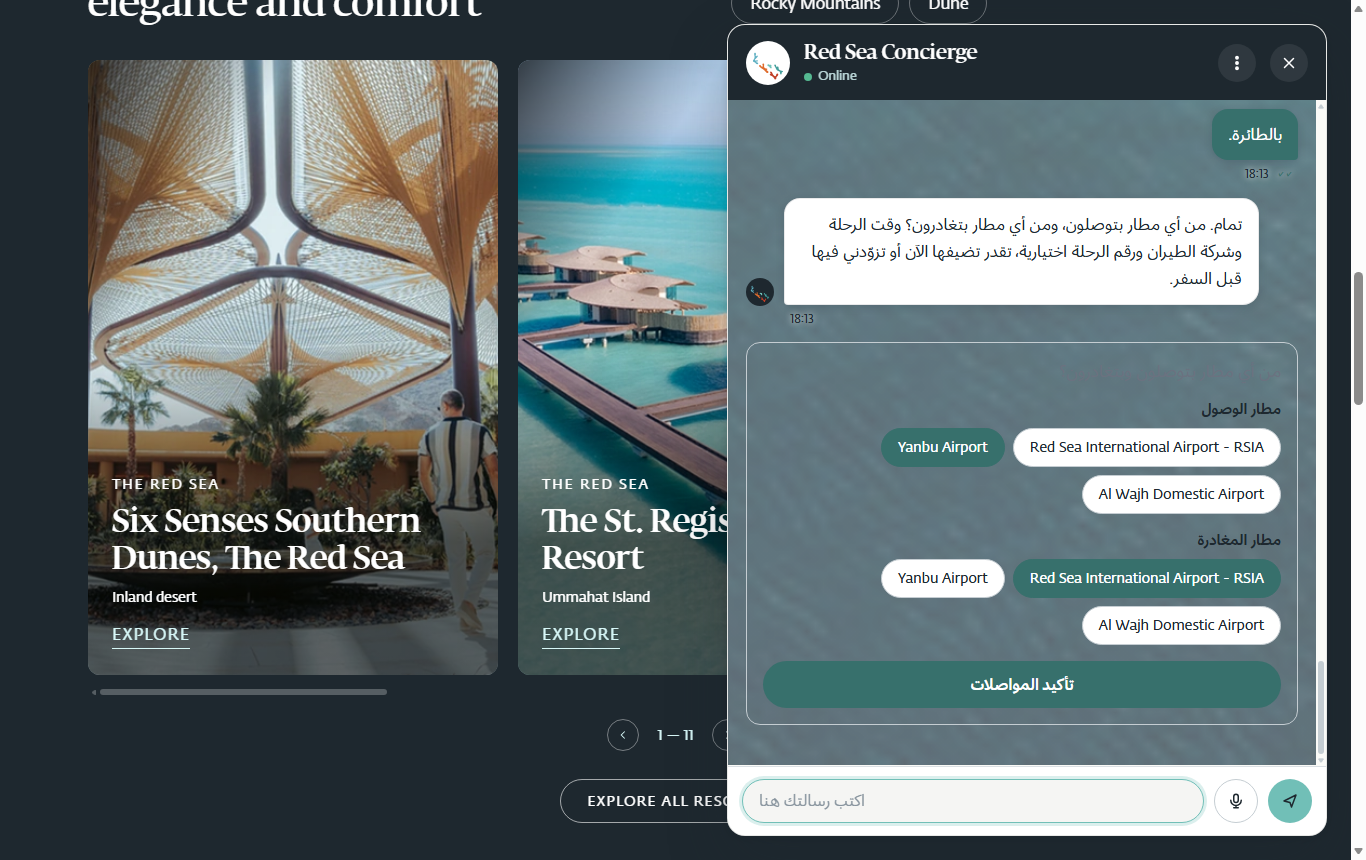 elegance and comfort
Rocky Mountains
Dune
THE RED SEA
Six Senses Southern
Dunes, The Red Sea
Inland desert
EXPLORE
THE RED SEA
The St. Regis
Resort
Ummahat Island
EXPLORE
1 — 11
EXPLORE ALL RESO
Red Sea Concierge
Online
بالطائرة.
18:13
تمام. من أي مطار بتوصلون، ومن أي مطار بتغادرون؟ وقت الرحلة
وشركة الطيران ورقم الرحلة اختيارية، تقدر تضيفها الآن أو تزوّدني فيها
قبل السفر.
18:13
مطار الوصول
Red Sea International Airport - RSIA
Yanbu Airport
Al Wajh Domestic Airport
مطار المغادرة
Red Sea International Airport - RSIA
Yanbu Airport
Al Wajh Domestic Airport
تأكيد المواصلات
اكتب رسالتك هنا